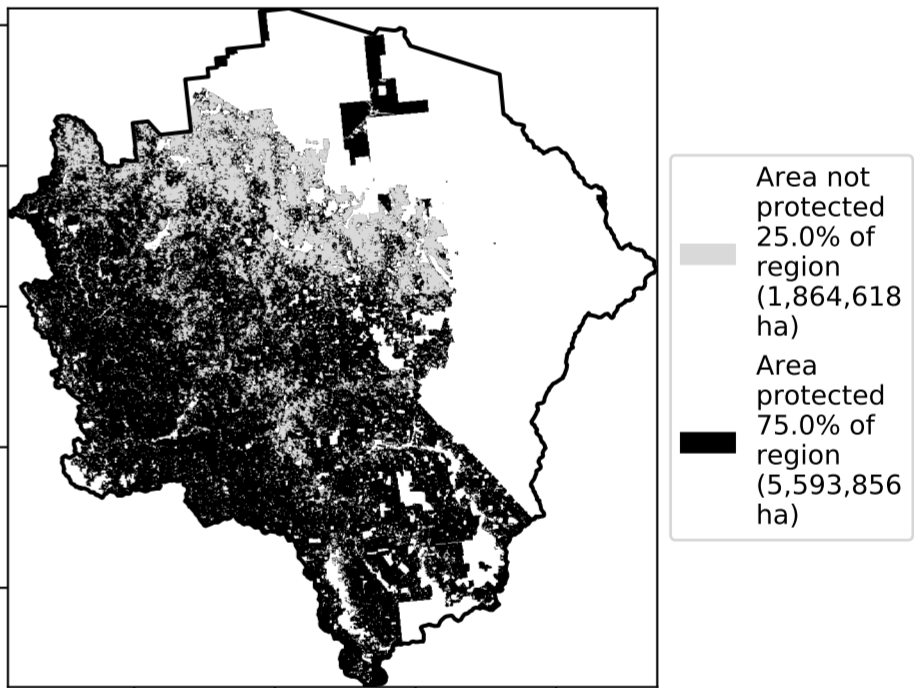 Area not
protected
25.0% of
region
(1,864,618
ha)
Area
protected
75.0% of
region
(5,593,856
ha)